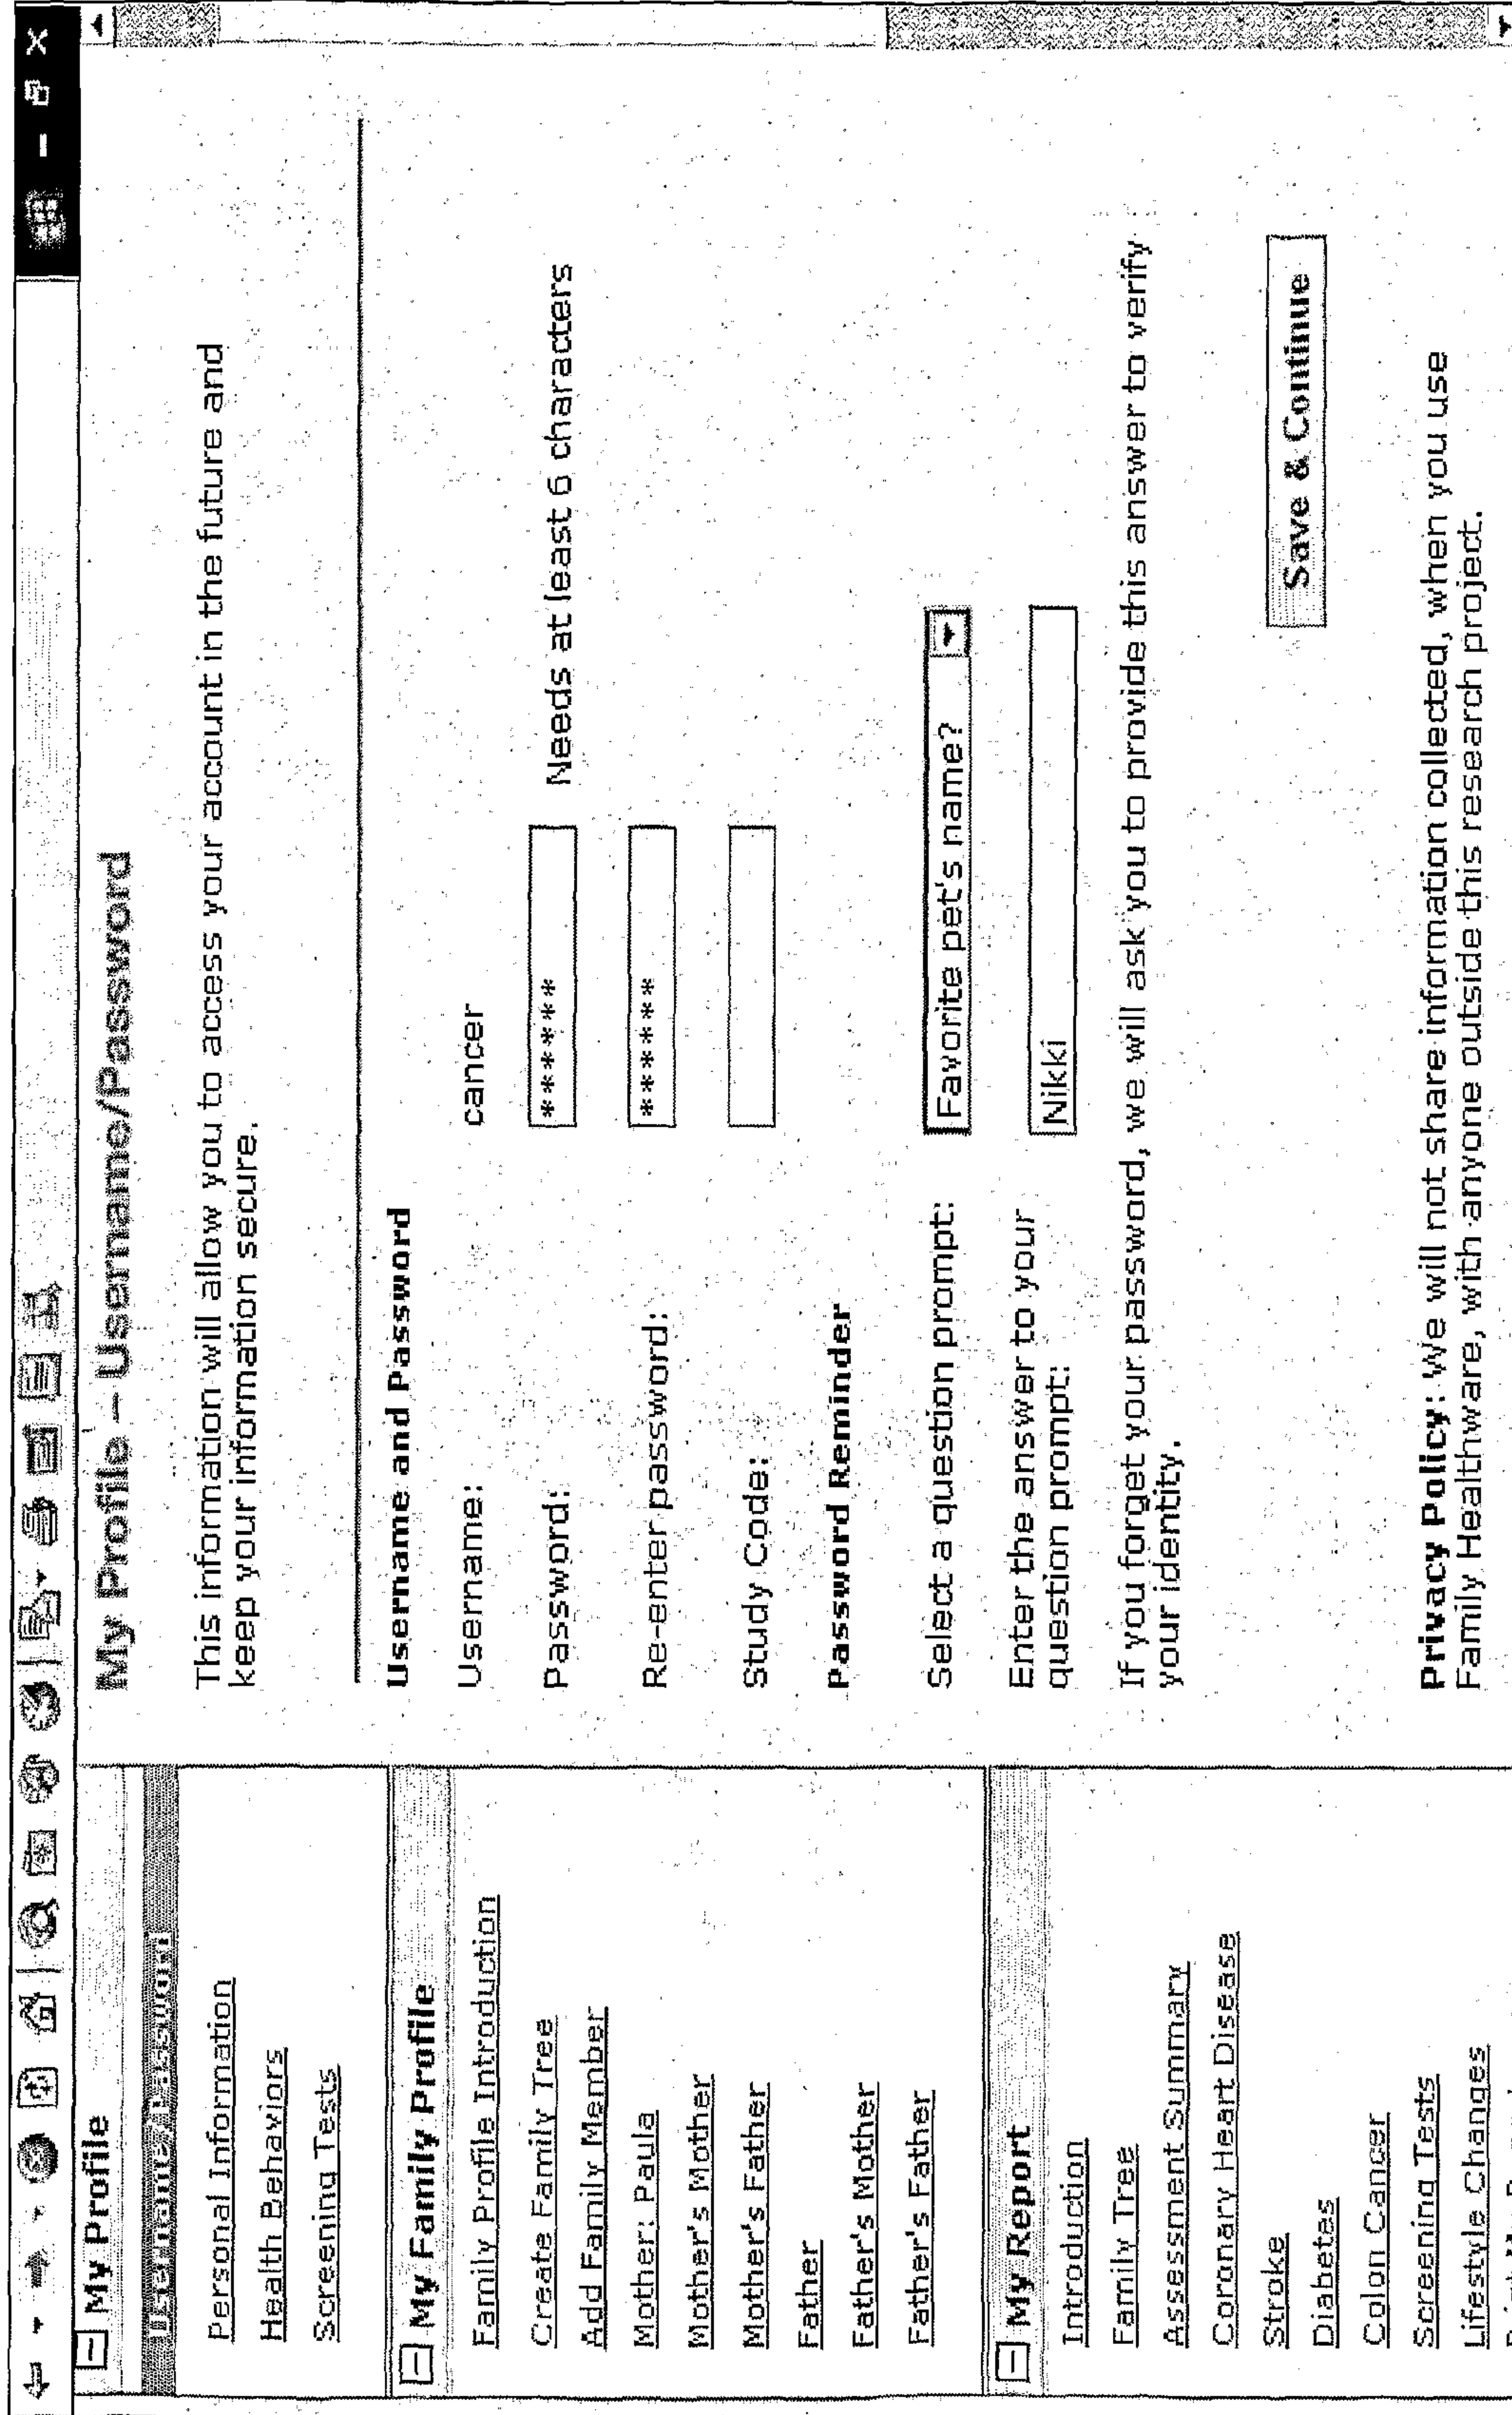 My Profile
Username/Password
Personal Information
Health Behaviors
Screening Tests
My Family Profile
Family Profile Introduction
Create Family Tree
Add Family Member
Mother: Paula
Mother's Mother
Mother's Father
Father
Father's Mother
Father's Father
My Report
Introduction
Family Tree
Assessment Summary
Coronary Heart Disease
Stroke
Diabetes
Colon Cancer
Screening Tests
Lifestyle Changes
My Profile – Username/Password
This information will allow you to access your account in the future and
keep your information secure.
Username and Password
Username: cancer
Password: ****** Needs at least 6 characters
Re-enter password: ******
Study Code:
Password Reminder
Select a question prompt: Favorite pet's name?
Enter the answer to your Nikki
question prompt:
If you forget your password, we will ask you to provide this answer to verify
your identity.
Save & Continue
Privacy Policy: We will not share information collected, when you use
Family Healthware, with anyone outside this research project.